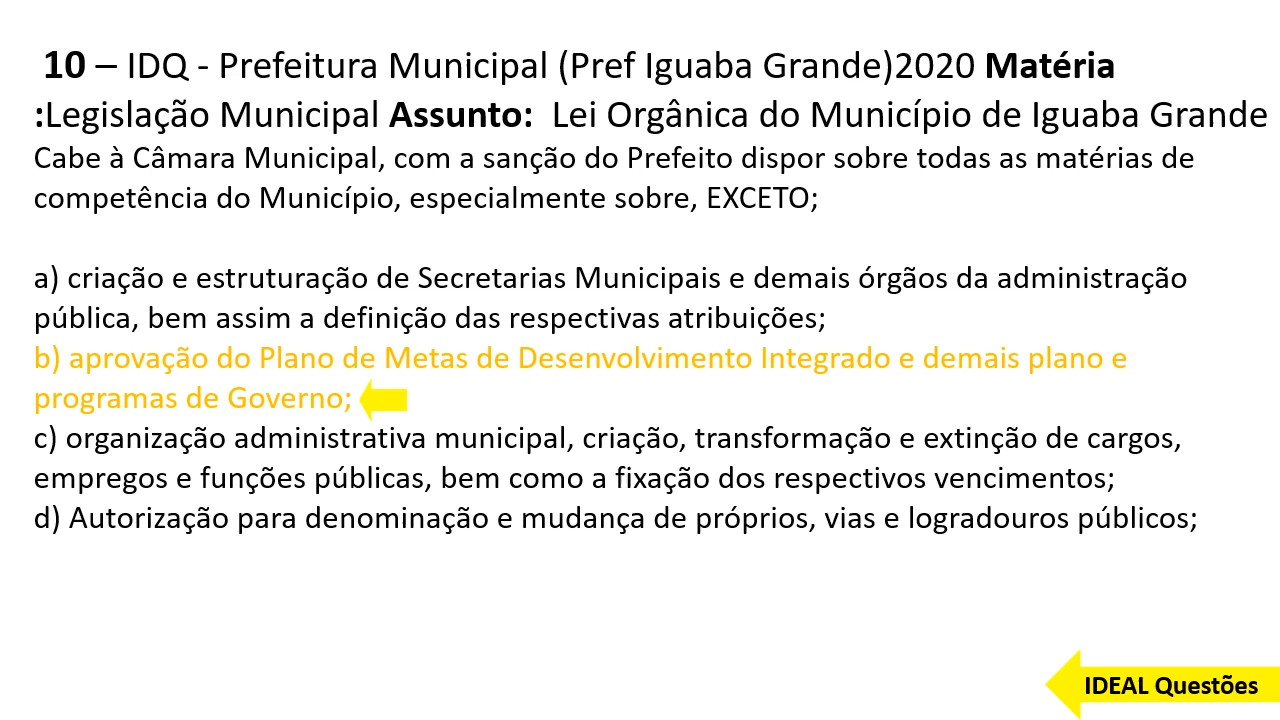 10 – IDQ - Prefeitura Municipal (Pref Iguaba Grande)2020 Matéria
:Legislação Municipal Assunto: Lei Orgânica do Município de Iguaba Grande
Cabe à Câmara Municipal, com a sanção do Prefeito dispor sobre todas as matérias de
competência do Município, especialmente sobre, EXCETO;
a) criação e estruturação de Secretarias Municipais e demais órgãos da administração
pública, bem assim a definição das respectivas atribuições;
b) aprovação do Plano de Metas de Desenvolvimento Integrado e demais plano e
programas de Governo;
c) organização administrativa municipal, criação, transformação e extinção de cargos,
empregos e funções públicas, bem como a fixação dos respectivos vencimentos;
d) Autorização para denominação e mudança de próprios, vias e logradouros públicos;
IDEAL Questões